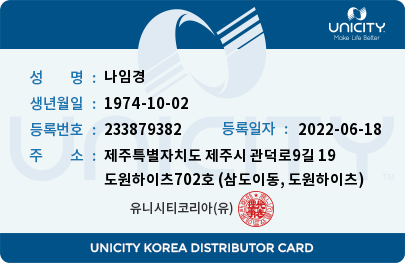 UNICITY
Make Life Better
성 명 : 나임경
생년월일 : 1974-10-02
등록번호 : 233879382 등록일자 : 2022-06-18
주 소 : 제주특별자치도 제주시 관덕로9길 19
도원하이츠702호 (삼도이동, 도원하이츠)
UNICITY
유니시티코리아(유)
UNICITY KOREA DISTRIBUTOR CARD